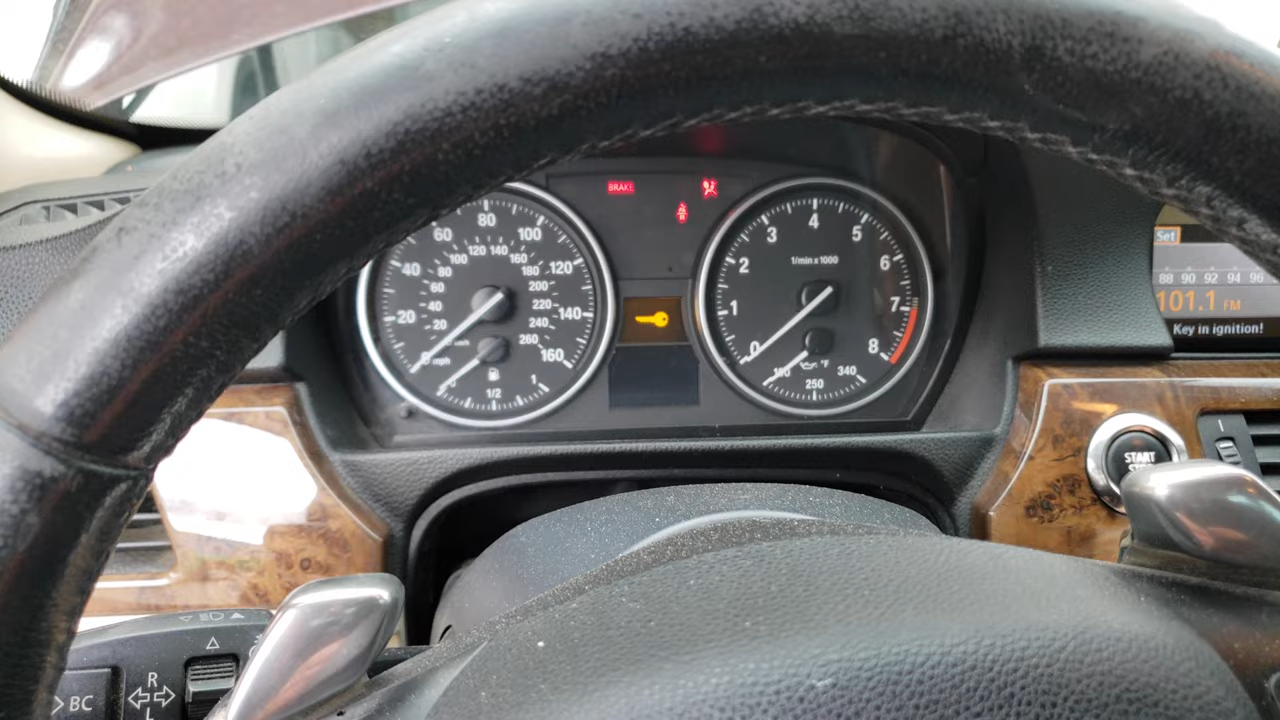 BRAKE
20
40
60
80
100
120
140
160
20
40
60
80
100
120
140
160
180
200
220
240
260
mph
1/2
1
0
1
2
3
4
5
6
7
8
1/min x 1000
°F
250
340
Set
88 90 92 94 96
101.1 FM
Key in ignition!
START
BC
R
L